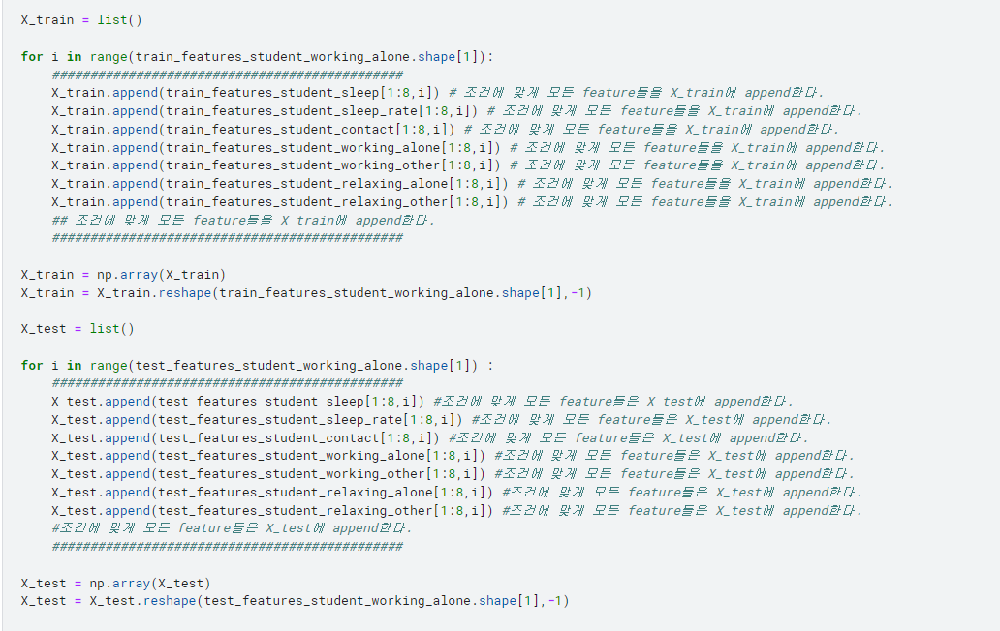 X_train = list()
for i in range(train_features_student_working_alone.shape[1]):
##############################################
X_train.append(train_features_student_sleep[1:8,i]) # 조건에 맞게 모든 feature들을 X_train에 append한다.
X_train.append(train_features_student_sleep_rate[1:8,i]) # 조건에 맞게 모든 feature들을 X_train에 append한다.
X_train.append(train_features_student_contact[1:8,i]) # 조건에 맞게 모든 feature들을 X_train에 append한다.
X_train.append(train_features_student_working_alone[1:8,i]) # 조건에 맞게 모든 feature들을 X_train에 append한다.
X_train.append(train_features_student_working_other[1:8,i]) # 조건에 맞게 모든 feature들을 X_train에 append한다.
X_train.append(train_features_student_relaxing_alone[1:8,i]) # 조건에 맞게 모든 feature들을 X_train에 append한다.
X_train.append(train_features_student_relaxing_other[1:8,i]) # 조건에 맞게 모든 feature들을 X_train에 append한다.
## 조건에 맞게 모든 feature들을 X_train에 append한다.
##############################################
X_train = np.array(X_train)
X_train = X_train.reshape(train_features_student_working_alone.shape[1],-1)
X_test = list()
for i in range(test_features_student_working_alone.shape[1]) :
##############################################
X_test.append(test_features_student_sleep[1:8,i]) #조건에 맞게 모든 feature들은 X_test에 append한다.
X_test.append(test_features_student_sleep_rate[1:8,i]) #조건에 맞게 모든 feature들은 X_test에 append한다.
X_test.append(test_features_student_contact[1:8,i]) #조건에 맞게 모든 feature들은 X_test에 append한다.
X_test.append(test_features_student_working_alone[1:8,i]) #조건에 맞게 모든 feature들은 X_test에 append한다.
X_test.append(test_features_student_working_other[1:8,i]) #조건에 맞게 모든 feature들은 X_test에 append한다.
X_test.append(test_features_student_relaxing_alone[1:8,i]) #조건에 맞게 모든 feature들은 X_test에 append한다.
X_test.append(test_features_student_relaxing_other[1:8,i]) #조건에 맞게 모든 feature들은 X_test에 append한다.
#조건에 맞게 모든 feature들은 X_test에 append한다.
##############################################
X_test = np.array(X_test)
X_test = X_test.reshape(test_features_student_working_alone.shape[1],-1)